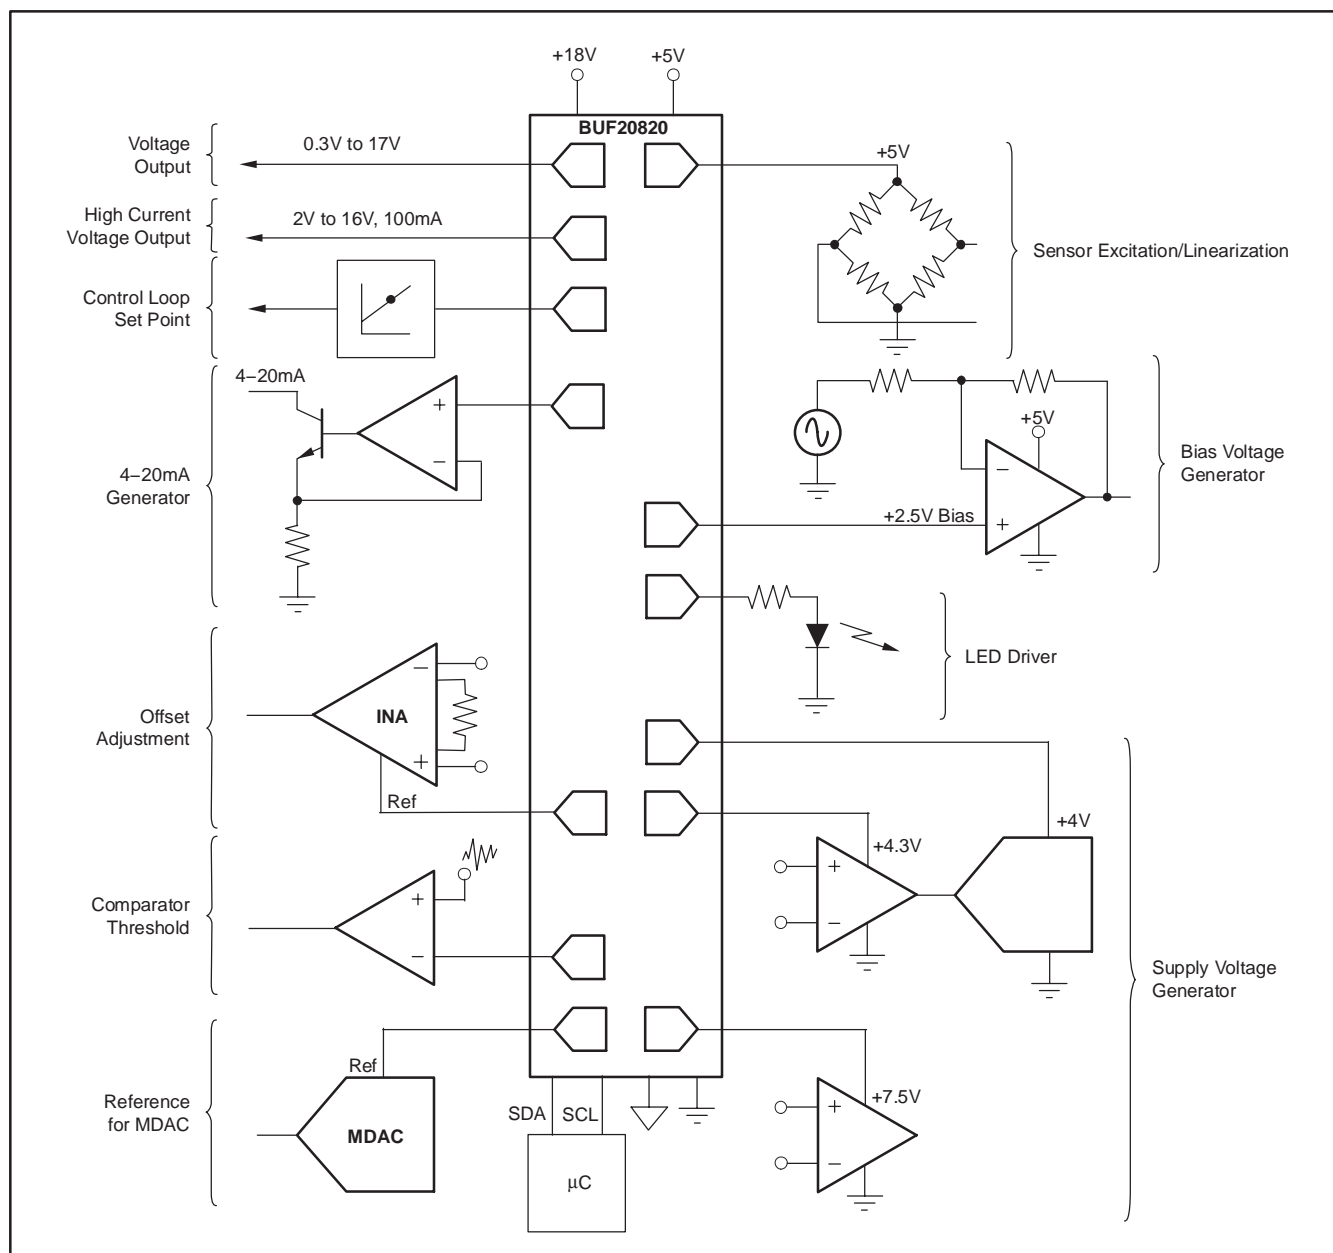 +18V
+5V
BUF20820
Voltage
Output
0.3V to 17V
High Current
Voltage Output
2V to 16V, 100mA
Control Loop
Set Point
4–20mA
+
−
4–20mA
Generator
Offset
Adjustment
−
INA
+
Ref
Comparator
Threshold
+
−
Reference
for MDAC
Ref
MDAC
SDA
SCL
μC
+5V
Sensor Excitation/Linearization
+5V
−
+2.5V Bias
+
Bias Voltage
Generator
LED Driver
+4V
+4.3V
+
−
Supply Voltage
Generator
+7.5V
+
−